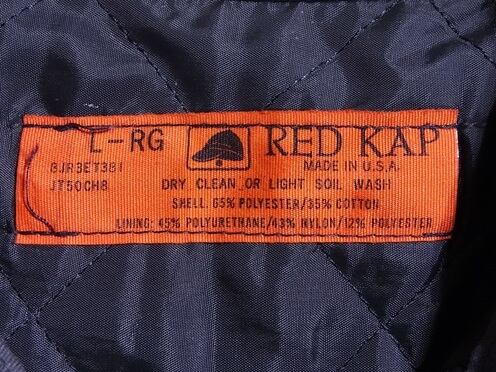 L-RG RED KAP
MADE IN U.S.A.
BJR3ET381
JT50CH8
DRY CLEAN OR LIGHT SOIL WASH
SHELL: 65% POLYESTER/35% COTTON
LINING: 45% POLYURETHANE/43% NYLON/12% POLYESTER